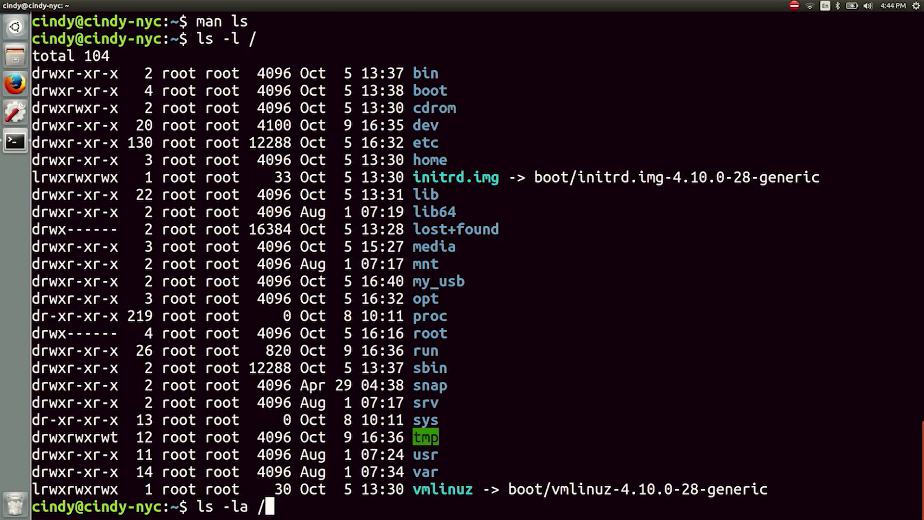 cindy@cindy-nyc: ~
En
4:44 PM
cindy@cindy-nyc:~$ man ls
cindy@cindy-nyc:~$ ls -l /
total 104
drwxr-xr-x   2 root root  4096 Oct  5 13:37 bin
drwxr-xr-x   4 root root  4096 Oct  5 13:38 boot
drwxrwxr-x   2 root root  4096 Oct  5 13:30 cdrom
drwxr-xr-x  20 root root  4100 Oct  9 16:35 dev
drwxr-xr-x 130 root root 12288 Oct  5 16:32 etc
drwxr-xr-x   3 root root  4096 Oct  5 13:30 home
lrwxrwxrwx   1 root root    33 Oct  5 13:30 initrd.img -> boot/initrd.img-4.10.0-28-generic
drwxr-xr-x  22 root root  4096 Oct  5 13:31 lib
drwxr-xr-x   2 root root  4096 Aug  1 07:19 lib64
drwx------   2 root root 16384 Oct  5 13:28 lost+found
drwxr-xr-x   3 root root  4096 Oct  5 15:27 media
drwxr-xr-x   2 root root  4096 Aug  1 07:17 mnt
drwxr-xr-x   2 root root  4096 Oct  5 16:40 my_usb
drwxr-xr-x   3 root root  4096 Oct  5 16:32 opt
dr-xr-xr-x 219 root root     0 Oct  8 10:11 proc
drwx------   4 root root  4096 Oct  5 16:16 root
drwxr-xr-x  26 root root   820 Oct  9 16:36 run
drwxr-xr-x   2 root root 12288 Oct  5 13:37 sbin
drwxr-xr-x   2 root root  4096 Apr 29 04:38 snap
drwxr-xr-x   2 root root  4096 Aug  1 07:17 srv
dr-xr-xr-x  13 root root     0 Oct  8 10:11 sys
drwxrwxrwt  12 root root  4096 Oct  9 16:36 tmp
drwxr-xr-x  11 root root  4096 Aug  1 07:24 usr
drwxr-xr-x  14 root root  4096 Aug  1 07:34 var
lrwxrwxrwx   1 root root    30 Oct  5 13:30 vmlinuz -> boot/vmlinuz-4.10.0-28-generic
cindy@cindy-nyc:~$ ls -la /